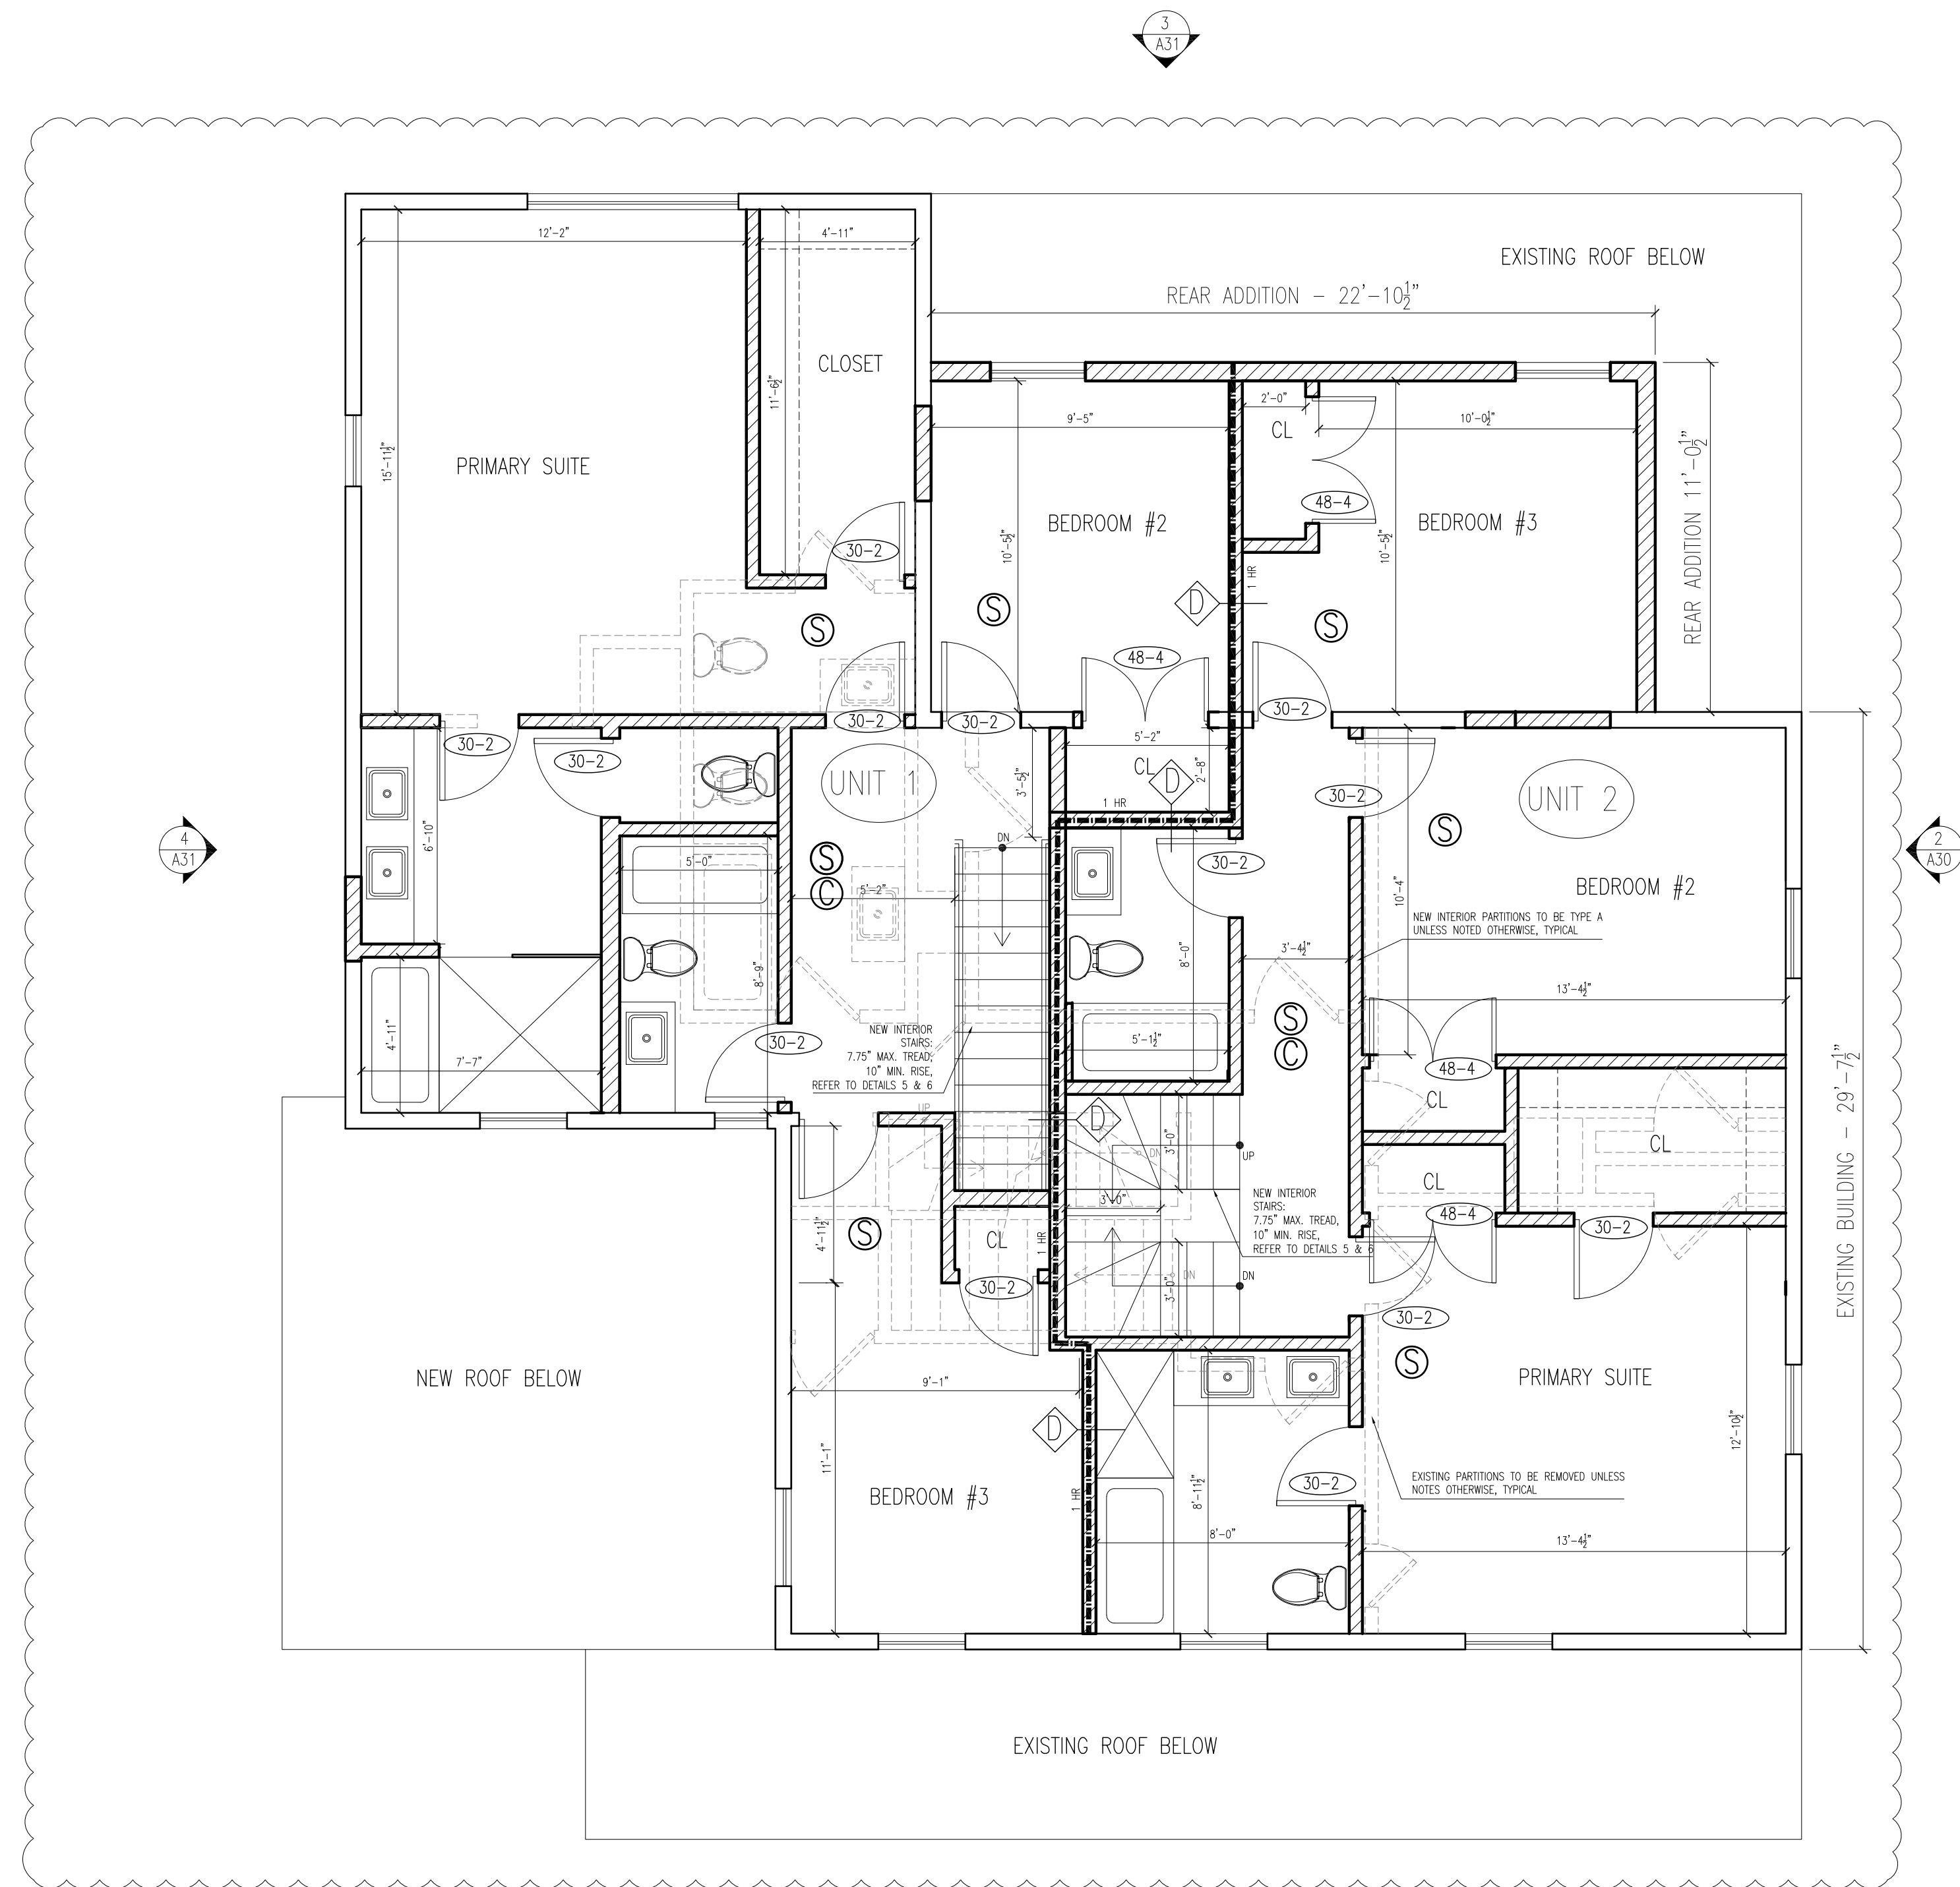 3
A31
EXISTING ROOF BELOW
REAR ADDITION - 22'-10½"
12'-2"
4'-11"
CLOSET
11'-6½"
15'-11½"
PRIMARY SUITE
30-2
9'-5"
2'-0"
CL
10'-0½"
48-4
BEDROOM #2
BEDROOM #3
10'-5½"
10'-5½"
REAR ADDITION 11'-0½"
1 HR
D
S
S
S
48-4
30-2
30-2
30-2
30-2
30-2
UNIT 1
3'-5½"
5'-2"
CL
D
2'-8"
1 HR
30-2
UNIT 2
S
4
A31
2
A30
6'-10"
5'-0"
S
C
5'-2"
DN
30-2
10'-4"
BEDROOM #2
NEW INTERIOR PARTITIONS TO BE TYPE A
UNLESS NOTED OTHERWISE, TYPICAL
8'-9"
8'-0"
3'-4½"
13'-4½"
S
C
4'-11"
7'-7"
30-2
NEW INTERIOR
STAIRS:
7.75" MAX. TREAD,
10" MIN. RISE,
REFER TO DETAILS 5 & 6
5'-1½"
48-4
CL
UP
D
3'-0"
DN
UP
CL
CL
3'-0"
NEW INTERIOR
STAIRS:
7.75" MAX. TREAD,
10" MIN. RISE,
REFER TO DETAILS 5 & 6
48-4
30-2
EXISTING BUILDING - 29'-7½"
S
4'-11½"
CL
1 HR
30-2
3'-0"
DN
DN
30-2
S
NEW ROOF BELOW
9'-1"
PRIMARY SUITE
D
11'-1"
12'-10½"
BEDROOM #3
1 HR
8'-11½"
30-2
EXISTING PARTITIONS TO BE REMOVED UNLESS
NOTES OTHERWISE, TYPICAL
8'-0"
13'-4½"
EXISTING ROOF BELOW